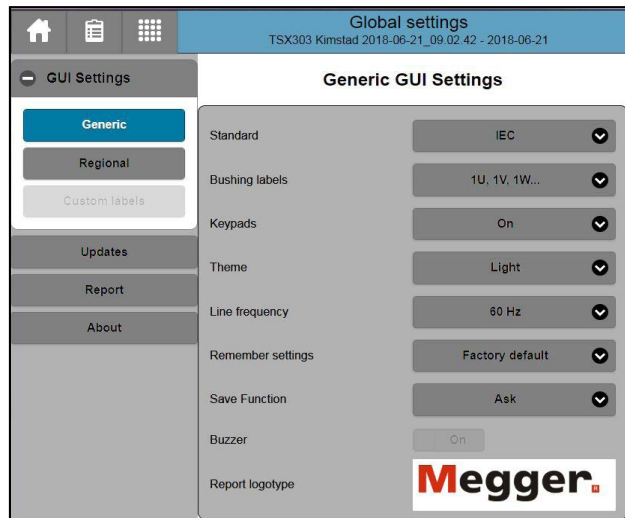 Global settings
TSX303 Kimstad 2018-06-21_09.02.42 - 2018-06-21
GUI Settings
Generic
Regional
Custom labels
Updates
Report
About
Generic GUI Settings
Standard IEC
Bushing labels 1U, 1V, 1W...
Keypads On
Theme Light
Line frequency 60 Hz
Remember settings Factory default
Save Function Ask
Buzzer On
Report logotype Megger.